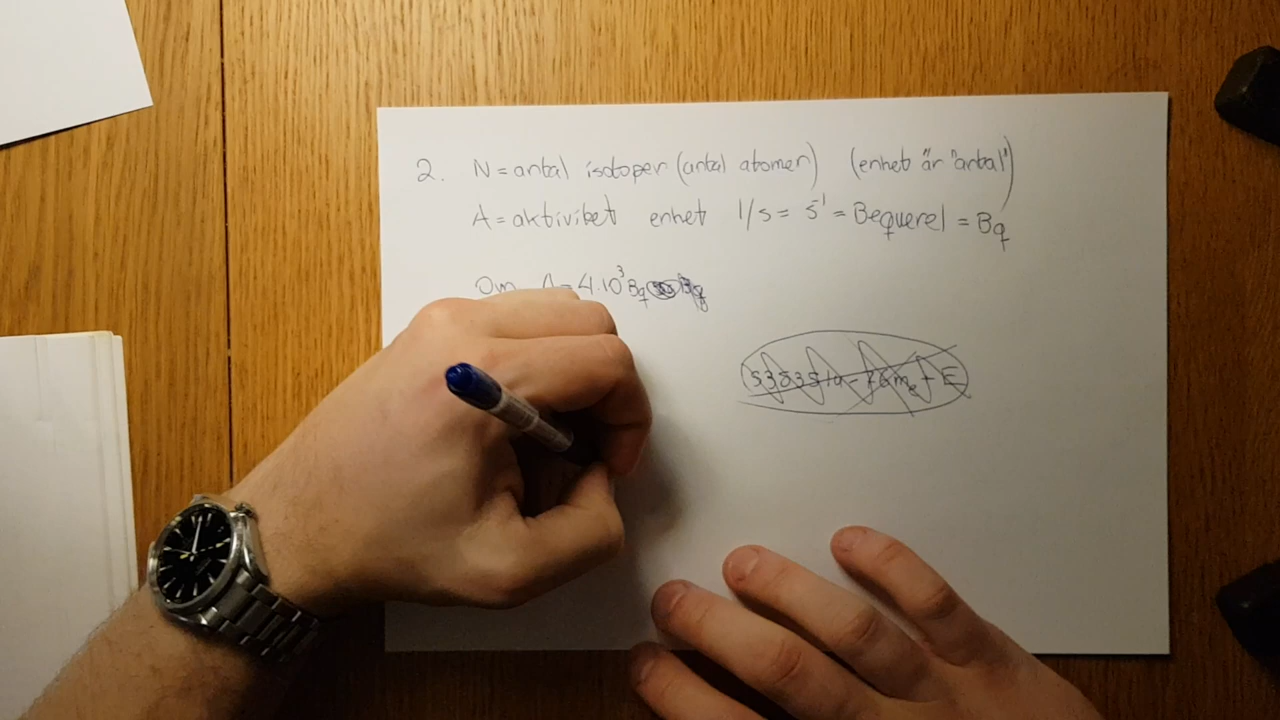 2. N = antal isotoper (antal atomer) (enhet är "antal")
A = aktivitet enhet 1/s = s⁻¹ = Bequerel = Bq
Om A = 4·10³ Bq